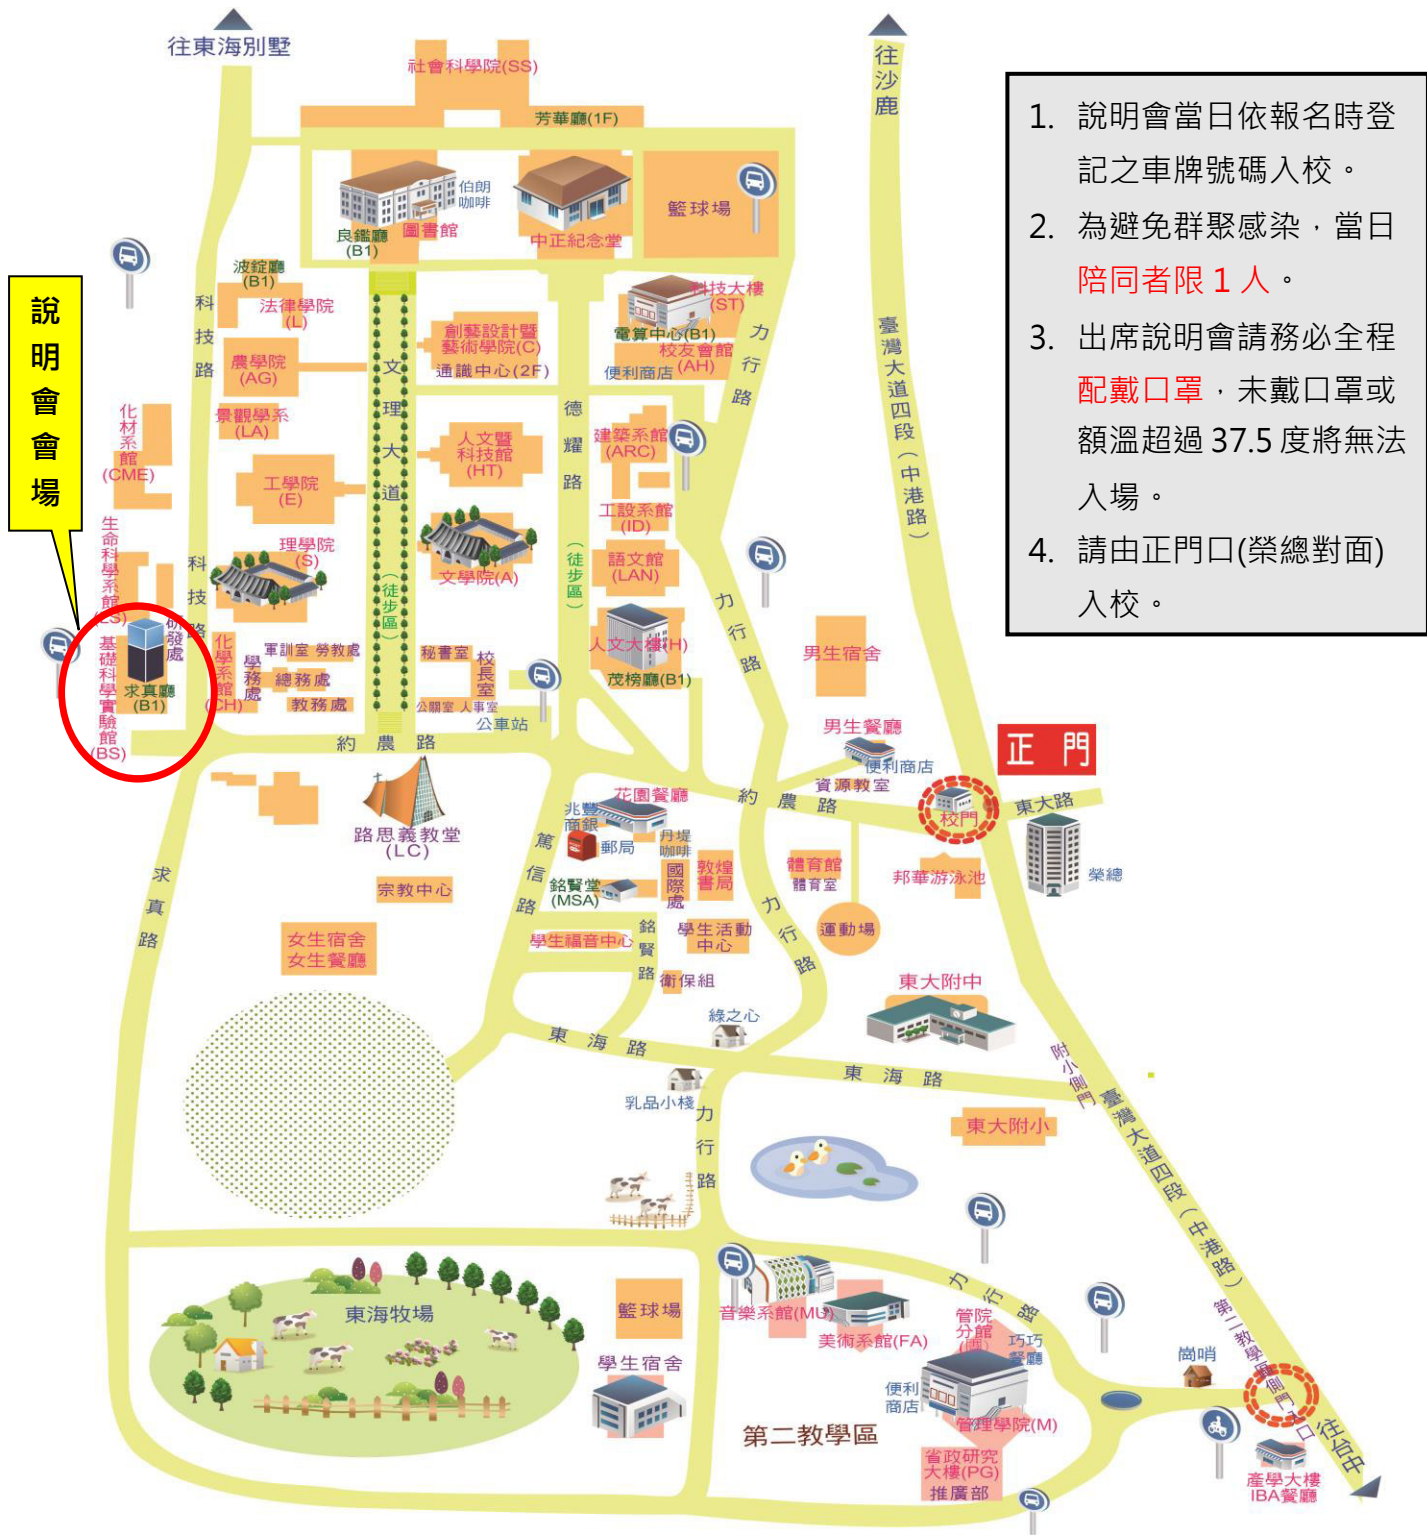 往東海別墅
往沙鹿
社會科學院(SS)
芳華廳(1F)
1. 說明會當日依報名時登
記之車牌號碼入校。
2. 為避免群聚感染，當日
陪同者限 1 人。
3. 出席說明會請務必全程
配戴口罩，未戴口罩或
額溫超過 37.5 度將無法
入場。
4. 請由正門口(榮總對面)
入校。
伯朗
咖啡
圖書館
良鑑廳
(B1)
中正紀念堂
籃球場
說明會會場
波錠廳
(B1)
法律學院
(L)
科技路
農學院
(AG)
景觀學系
(LA)
化材系館
(CME)
工學院
(E)
理學院
(S)
生命科學系館
(LS)
科技路
文理大道
(徒步區)
創藝設計暨
藝術學院(C)
通識中心(2F)
人文暨
科技館
(HT)
文學院(A)
科技大樓
(ST)
電算中心(B1)
校友會館
(AH)
便利商店
力行路
德耀路
(徒步區)
建築系館
(ARC)
工設系館
(ID)
語文館
(LAN)
人文大樓(H)
茂榜廳(B1)
臺灣大道四段(中港路)
力行路
男生宿舍
研發處
基礎科學實驗館
(BS)
求真廳
(B1)
化學系館
(CH)
學務處
軍訓室 勞教處
總務處
教務處
秘書室
校長室
公關室 人事室
公車站
約農路
男生餐廳
便利商店
資源教室
正門
約農路
校門
東大路
榮總
路思義教堂
(LC)
花園餐廳
兆豐
商銀
郵局
丹堤
咖啡
篤信路
銘賢堂
(MSA)
國際處
敦煌
書局
體育館
體育室
邦華游泳池
宗教中心
求真路
女生宿舍
女生餐廳
學生福音中心
銘賢路
學生活動
中心
力行路
運動場
衛保組
東大附中
東海路
綠之心
東海路
附小側門
乳品小棧
力行路
東大附小
臺灣大道四段(中港路)
東海牧場
籃球場
學生宿舍
音樂系館(MU)
美術系館(FA)
力行路
管院
分館
巧巧
餐廳
便利
商店
管理學院(M)
第二教學區
省政研究
大樓(PG)
推廣部
崗哨
第二教學區側門入口
往台中
產學大樓
IBA餐廳